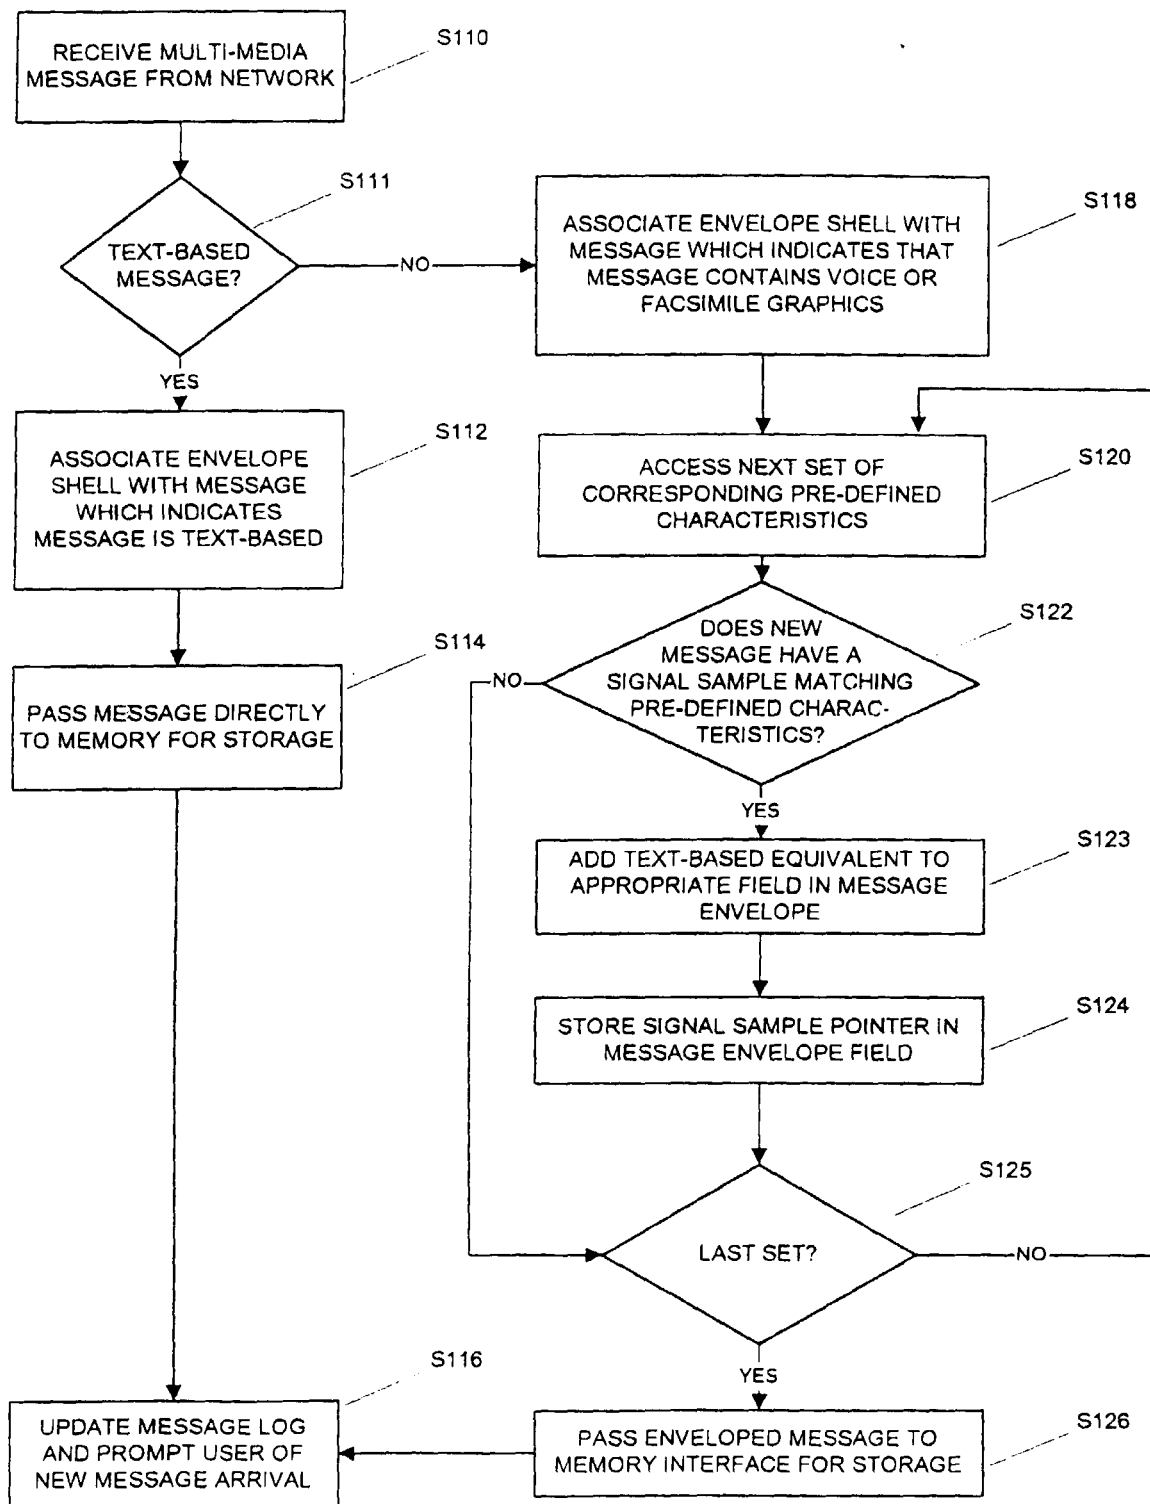 RECEIVE MULTI-MEDIA
MESSAGE FROM NETWORK
S110
TEXT-BASED
MESSAGE?
S111
NO
YES
ASSOCIATE ENVELOPE SHELL WITH
MESSAGE WHICH INDICATES THAT
MESSAGE CONTAINS VOICE OR
FACSIMILE GRAPHICS
S118
ASSOCIATE ENVELOPE
SHELL WITH MESSAGE
WHICH INDICATES
MESSAGE IS TEXT-BASED
S112
ACCESS NEXT SET OF
CORRESPONDING PRE-DEFINED
CHARACTERISTICS
S120
PASS MESSAGE DIRECTLY
TO MEMORY FOR STORAGE
S114
DOES NEW
MESSAGE HAVE A
SIGNAL SAMPLE MATCHING
PRE-DEFINED CHARAC-
TERISTICS?
S122
NO
YES
ADD TEXT-BASED EQUIVALENT TO
APPROPRIATE FIELD IN MESSAGE
ENVELOPE
S123
STORE SIGNAL SAMPLE POINTER IN
MESSAGE ENVELOPE FIELD
S124
LAST SET?
S125
NO
YES
UPDATE MESSAGE LOG
AND PROMPT USER OF
NEW MESSAGE ARRIVAL
S116
PASS ENVELOPED MESSAGE TO
MEMORY INTERFACE FOR STORAGE
S126